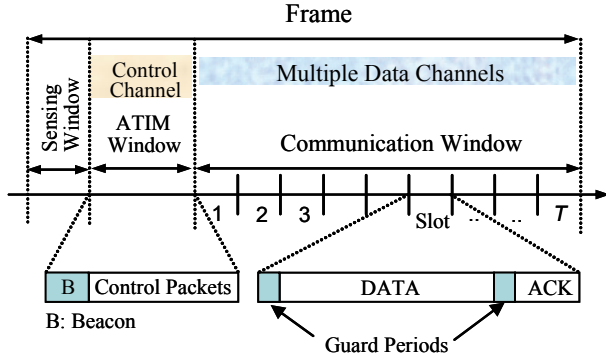 Frame
Sensing Window
Control Channel
Multiple Data Channels
ATIM Window
Communication Window
1 2 3 Slot .. .. T
B Control Packets
DATA ACK
B: Beacon
Guard Periods